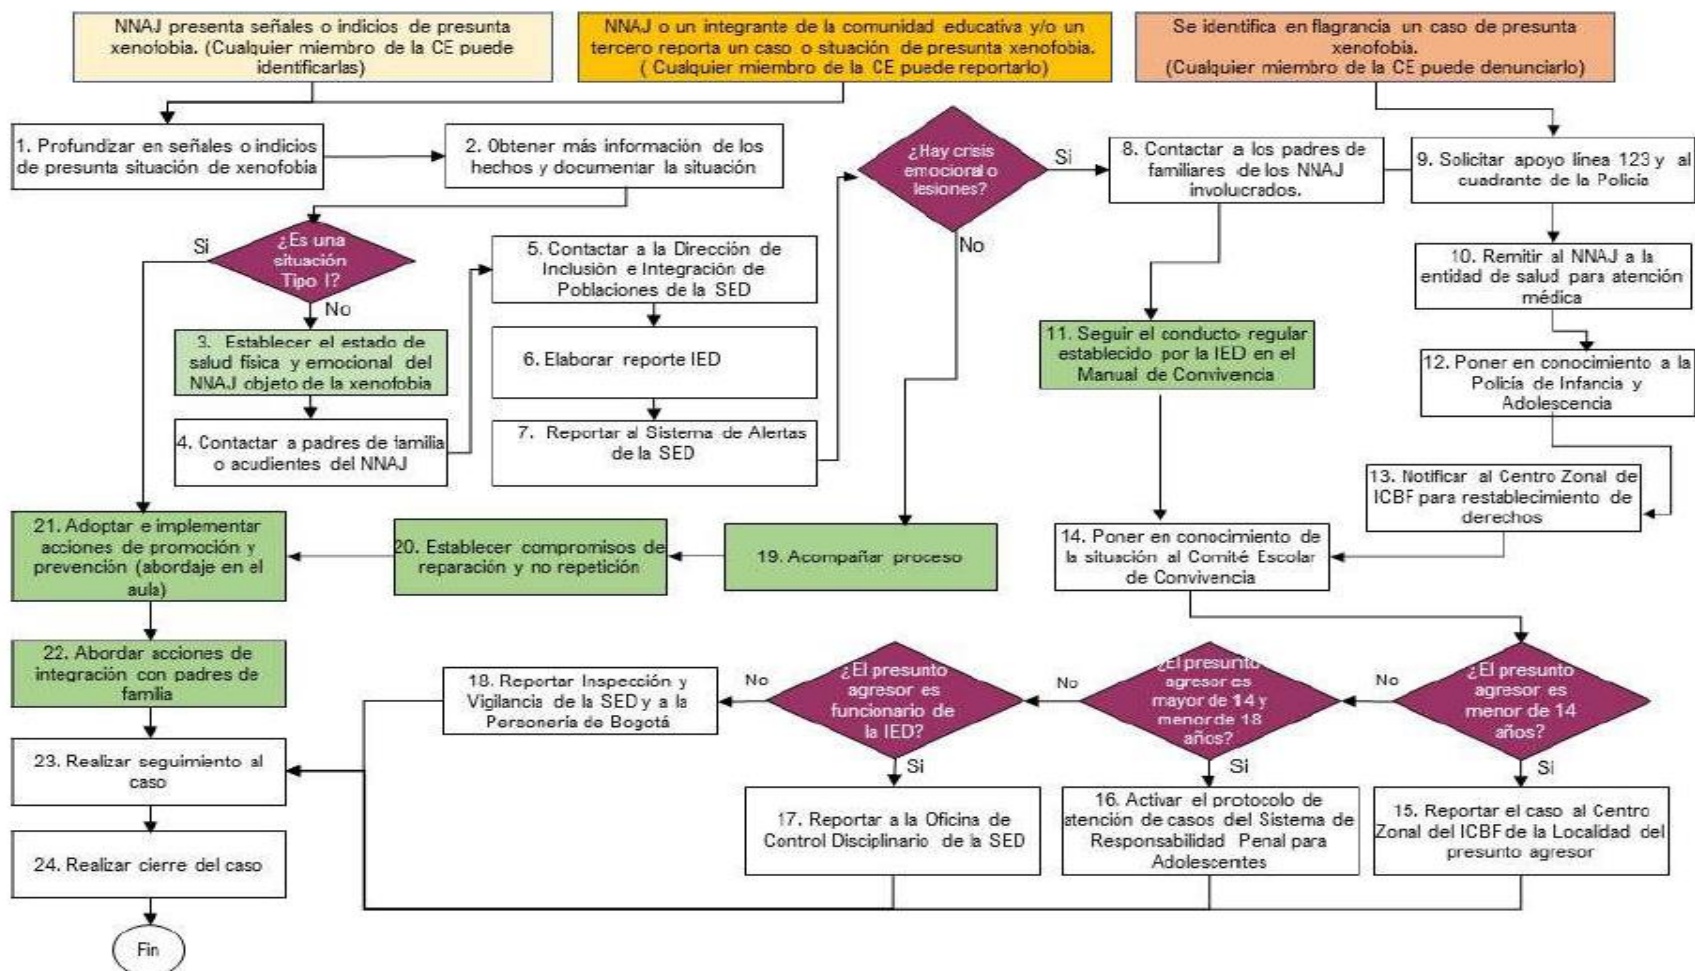 NNAJ presenta señales o indicios de presunta
xenofobia. (Cualquier miembro de la CE puede
identificarlas)
NNAJ o un integrante de la comunidad educativa y/o un
tercero reporta un caso o situación de presunta xenofobia.
( Cualquier miembro de la CE puede reportarlo)
Se identifica en flagrancia un caso de presunta
xenofobia.
(Cualquier miembro de la CE puede denunciarlo)
1. Profundizar en señales o indicios
de presunta situación de xenofobia
2. Obtener más información de los
hechos y documentar la situación
¿Hay crisis
emocional o
lesiones?
Si
No
8. Contactar a los padres de
familiares de los NNAJ
involucrados.
9. Solicitar apoyo línea 123 y al
cuadrante de la Policía
¿Es una
situación
Tipo I?
Si
No
3. Establecer el estado de
salud física y emocional del
NNAJ objeto de la xenofobia
4. Contactar a padres de familia
o acudientes del NNAJ
5. Contactar a la Dirección de
Inclusión e Integración de
Poblaciones de la SED
6. Elaborar reporte IED
7. Reportar al Sistema de Alertas
de la SED
10. Remitir al NNAJ a la
entidad de salud para atención
médica
11. Seguir el conducto regular
establecido por la IED en el
Manual de Convivencia
12. Poner en conocimiento a la
Policía de Infancia y
Adolescencia
13. Notificar al Centro Zonal de
ICBF para restablecimiento de
derechos
14. Poner en conocimiento de
la situación al Comité Escolar
de Convivencia
21. Adoptar e implementar
acciones de promoción y
prevención (abordaje en el
aula)
20. Establecer compromisos de
reparación y no repetición
19. Acompañar proceso
22. Abordar acciones de
integración con padres de
familia
18. Reportar Inspección y
Vigilancia de la SED y a la
Personería de Bogotá
No
¿El presunto
agresor es
funcionario de
la IED?
Si
No
¿El presunto
agresor es
mayor de 14 y
menor de 18
años?
Si
No
¿El presunto
agresor es
menor de 14
años?
Si
23. Realizar seguimiento al
caso
17. Reportar a la Oficina de
Control Disciplinario de la SED
16. Activar el protocolo de
atención de casos del Sistema de
Responsabilidad Penal para
Adolescentes
15. Reportar el caso al Centro
Zonal del ICBF de la Localidad del
presunto agresor
24. Realizar cierre del caso
Fin